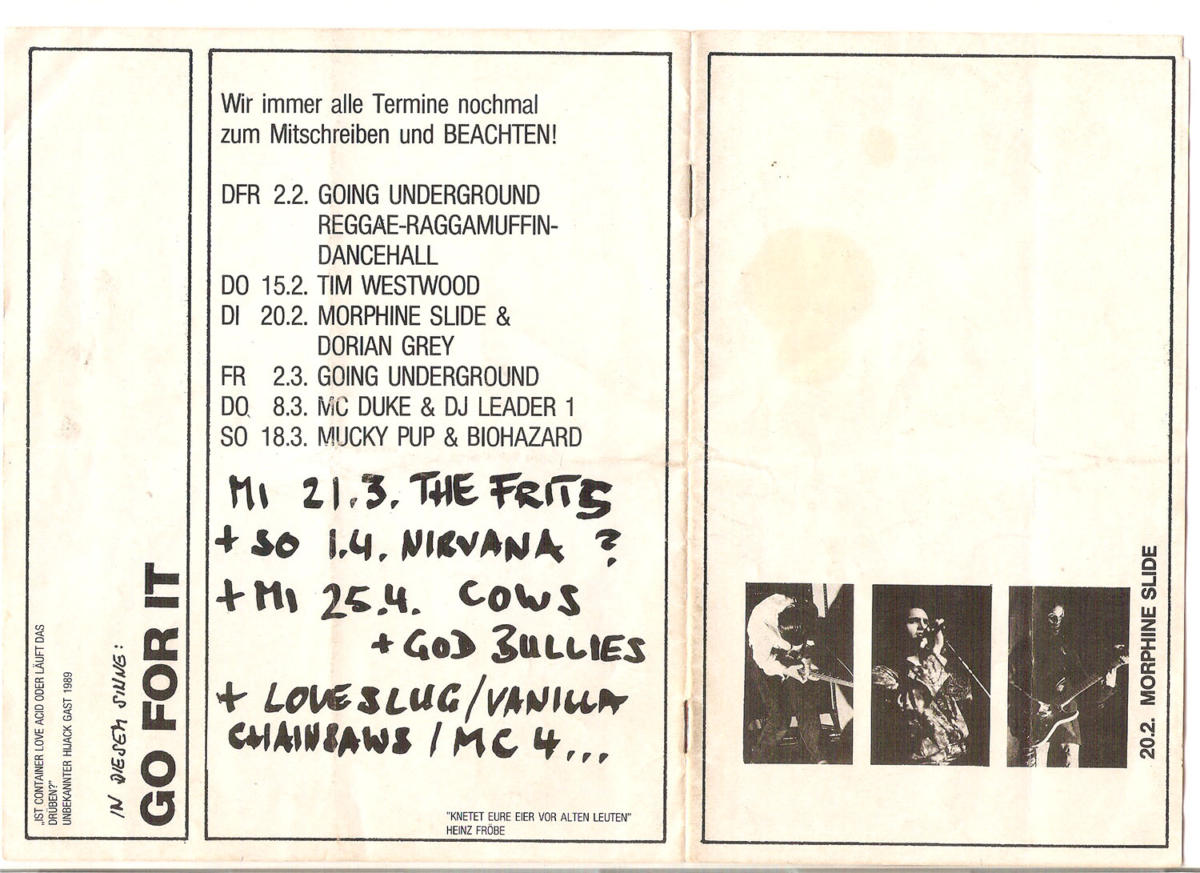 „IST CONTAINER LOVE ACID ODER LÄUFT DAS
DRÜBEN?"
UNBEKANNTER HIJACK GAST 1989
IN DIESEM SINNE:
GO FOR IT
Wir immer alle Termine nochmal
zum Mitschreiben und BEACHTEN!
DFR 2.2. GOING UNDERGROUND
REGGAE-RAGGAMUFFIN-
DANCEHALL
DO 15.2. TIM WESTWOOD
DI 20.2. MORPHINE SLIDE &
DORIAN GREY
FR 2.3. GOING UNDERGROUND
DO 8.3. MC DUKE & DJ LEADER 1
SO 18.3. MUCKY PUP & BIOHAZARD
MI 21.3. THE FRITS
+ SO 1.4. NIRVANA ?
+ MI 25.4. COWS
+ GOD BULLIES
+ LOVESLUG/VANILLA
CHAINSAWS / MC 4...
"KNETET EURE EIER VOR ALTEN LEUTEN"
HEINZ FRÖBE
20.2. MORPHINE SLIDE